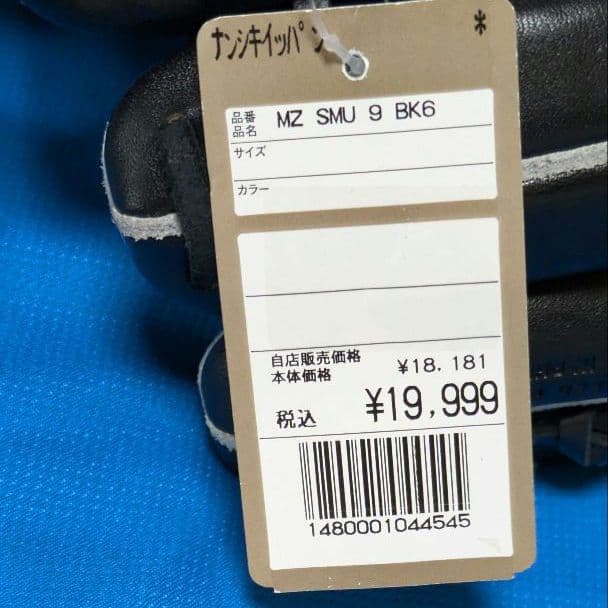 ナンシキイッパン *
品番
品名 MZ SMU 9 BK6
サイズ
カラー
自店販売価格
本体価格 ¥18.181
税込 ¥19,999
1480001044545